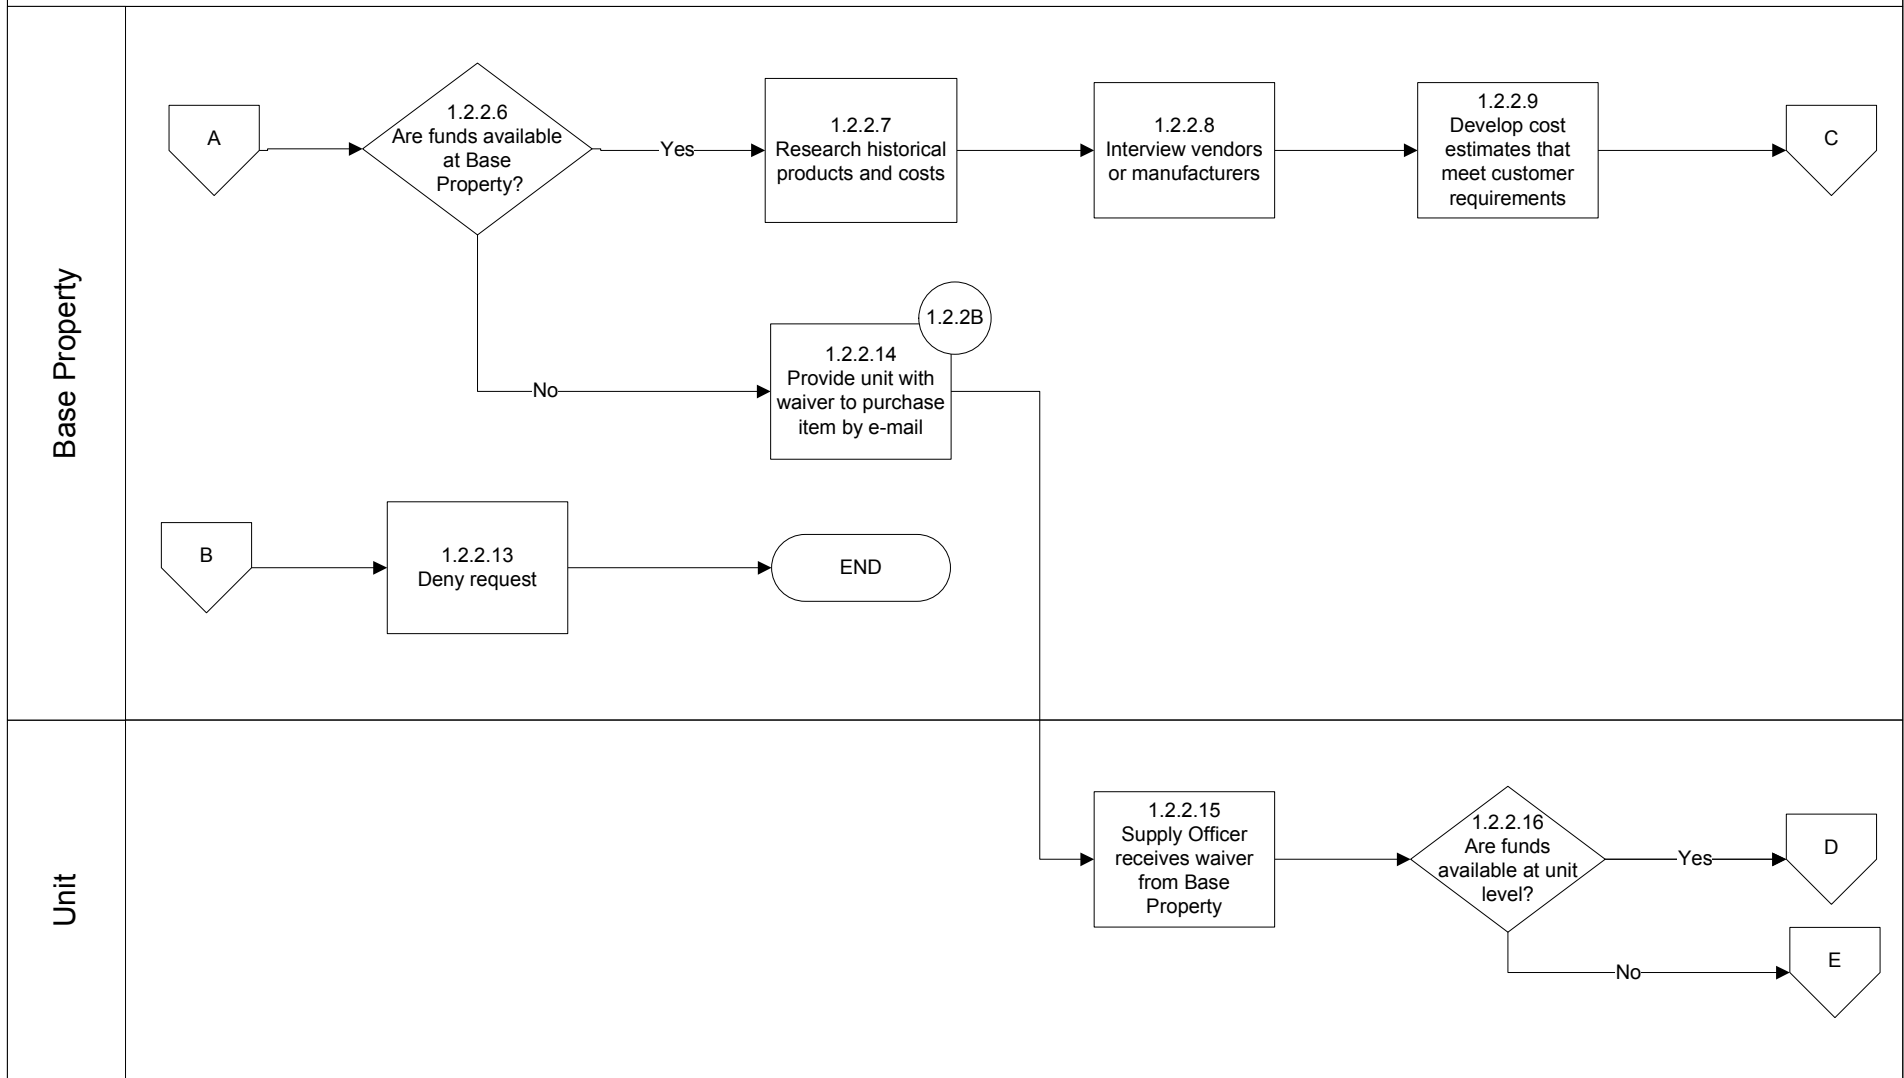 Base Property
A
1.2.2.6
Are funds available
at Base
Property?
Yes
1.2.2.7
Research historical
products and costs
1.2.2.8
Interview vendors
or manufacturers
1.2.2.9
Develop cost
estimates that
meet customer
requirements
C
No
1.2.2B
1.2.2.14
Provide unit with
waiver to purchase
item by e-mail
B
1.2.2.13
Deny request
END
Unit
1.2.2.15
Supply Officer
receives waiver
from Base
Property
1.2.2.16
Are funds
available at unit
level?
Yes
D
No
E